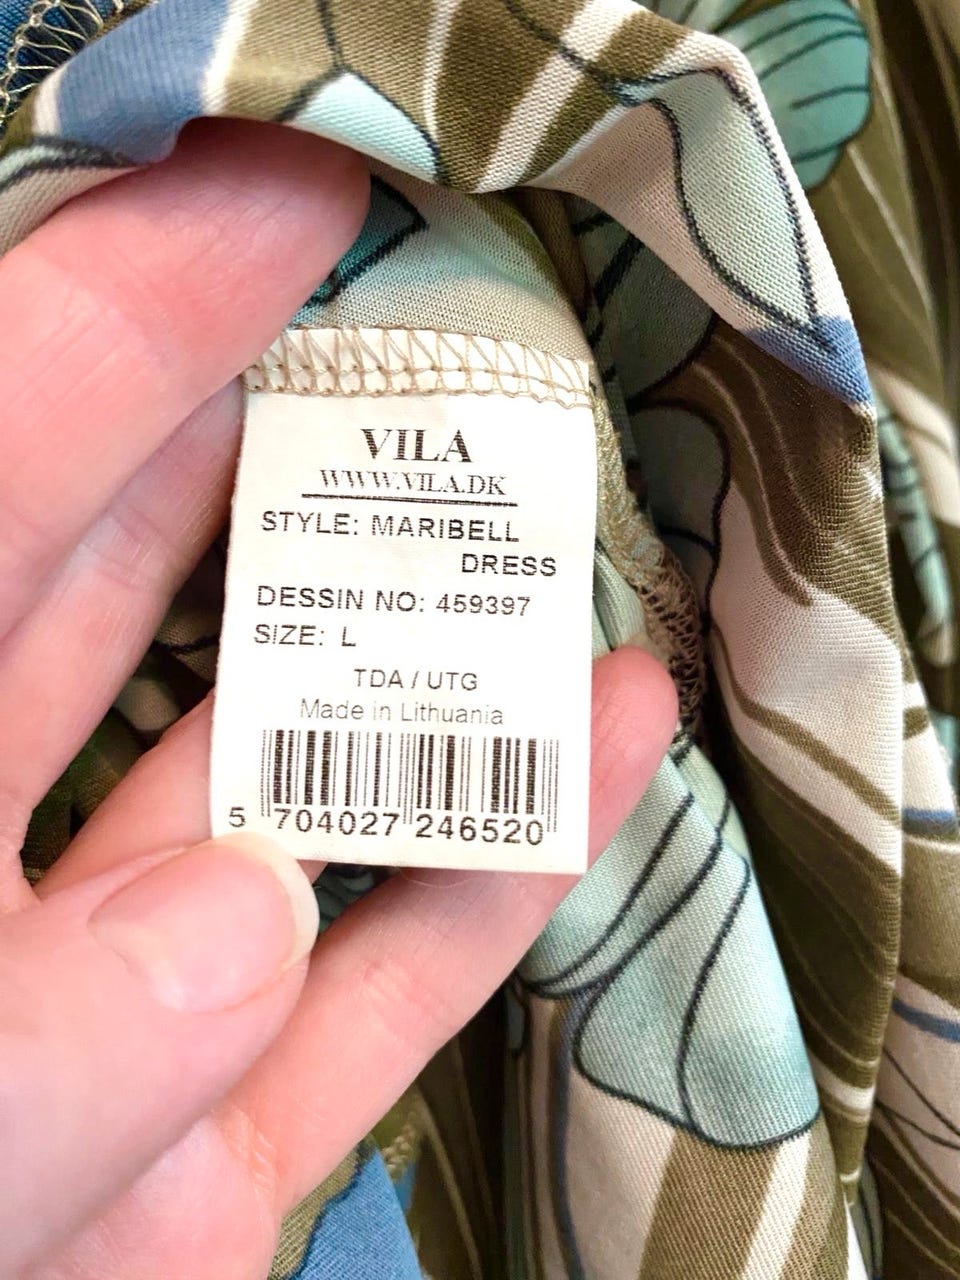 VILA
WWW.VILA.DK
STYLE: MARIBELL
DRESS
DESSIN NO: 459397
SIZE: L
TDA / UTG
Made in Lithuania
5 704027 246520